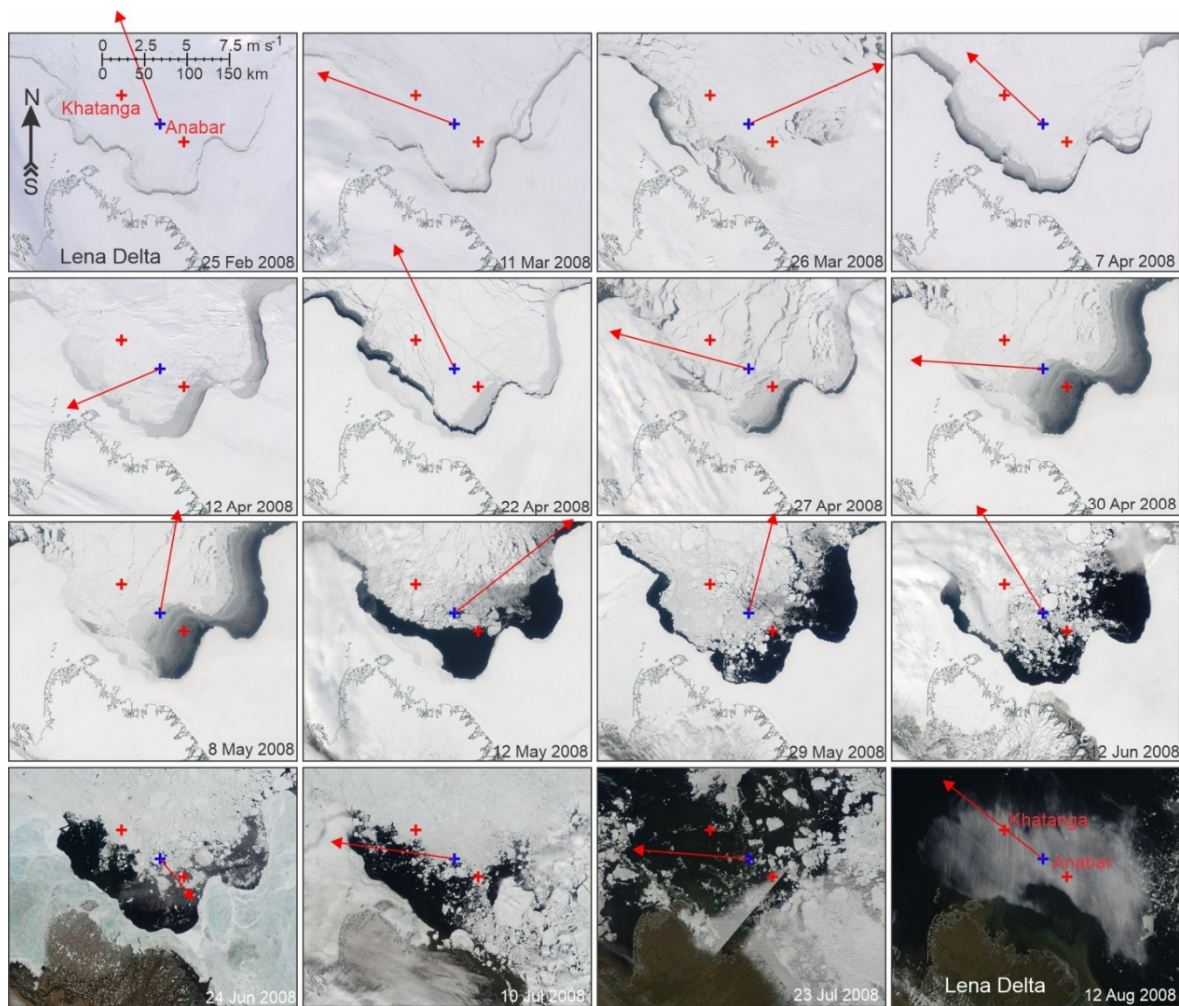 0 2.5 5 7.5 m s⁻¹
0 50 100 150 km
Khatanga
N
Anabar
S
Lena Delta
25 Feb 2008
11 Mar 2008
26 Mar 2008
7 Apr 2008
12 Apr 2008
22 Apr 2008
27 Apr 2008
30 Apr 2008
8 May 2008
12 May 2008
29 May 2008
12 Jun 2008
24 Jun 2008
10 Jul 2008
23 Jul 2008
Khatanga
Anabar
Lena Delta
12 Aug 2008